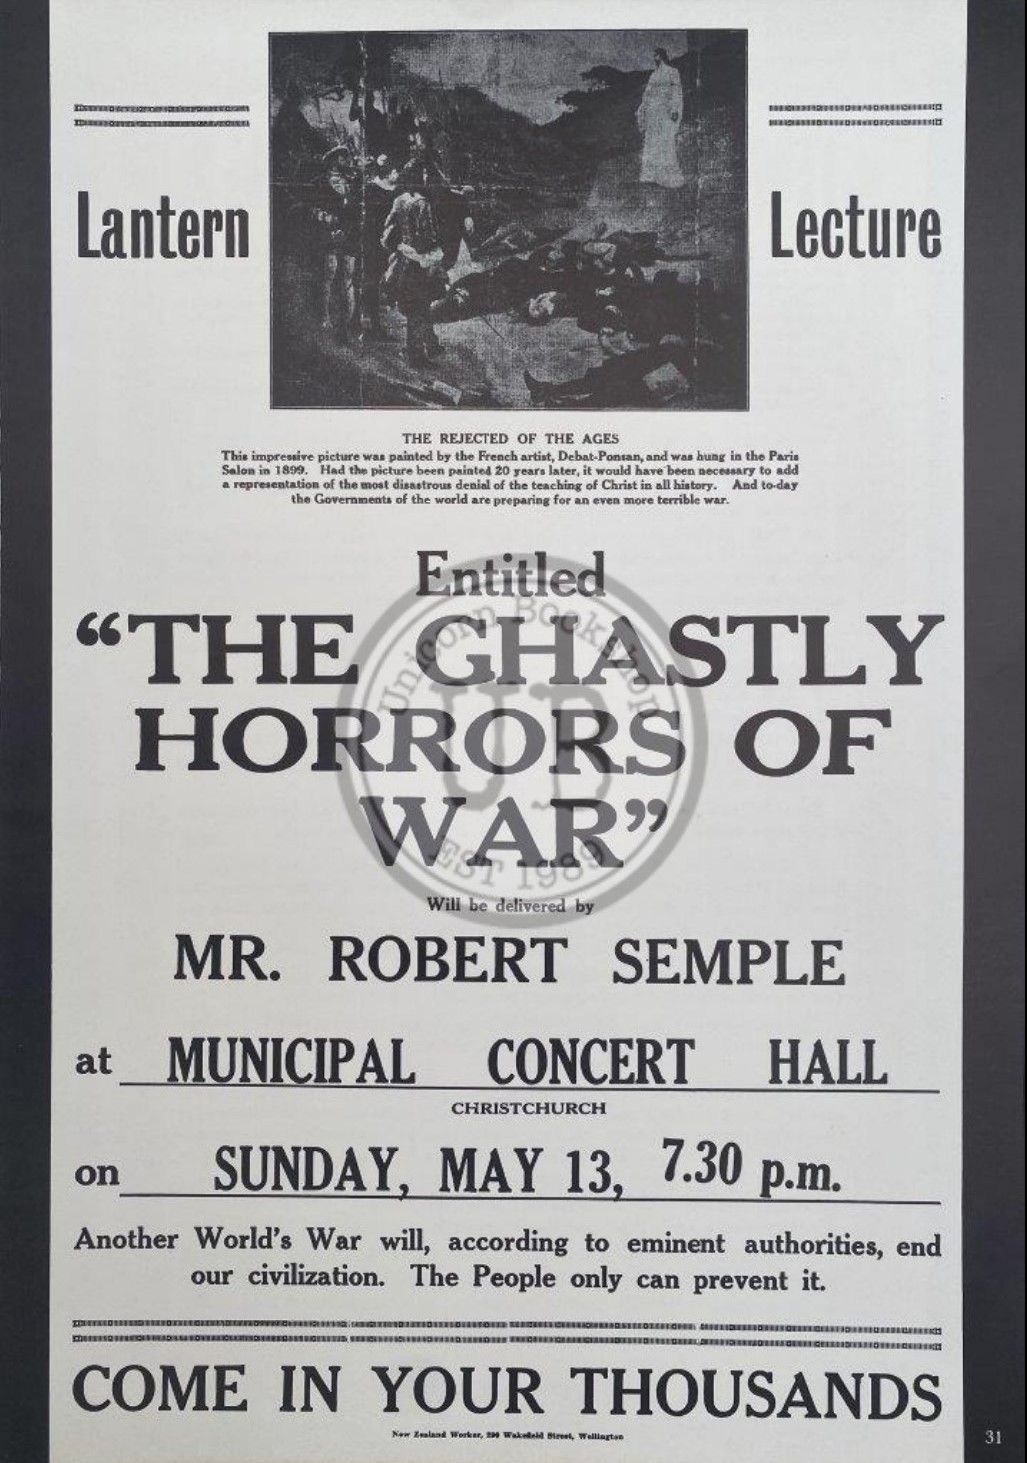 Lantern
Lecture
THE REJECTED OF THE AGES
This impressive picture was painted by the French artist, Debat-Ponsan, and was hung in the Paris
Salon in 1899. Had the picture been painted 20 years later, it would have been necessary to add
a representation of the most disastrous denial of the teaching of Christ in all history. And to-day
the Governments of the world are preparing for an even more terrible war.
Entitled
“THE GHASTLY
HORRORS OF
WAR”
Unicorn Bookshop
UB
EST 1989
Will be delivered by
MR. ROBERT SEMPLE
at MUNICIPAL CONCERT HALL
CHRISTCHURCH
on SUNDAY, MAY 13, 7.30 p.m.
Another World's War will, according to eminent authorities, end
our civilization. The People only can prevent it.
COME IN YOUR THOUSANDS
New Zealand Worker, 290 Wakefield Street, Wellington
31